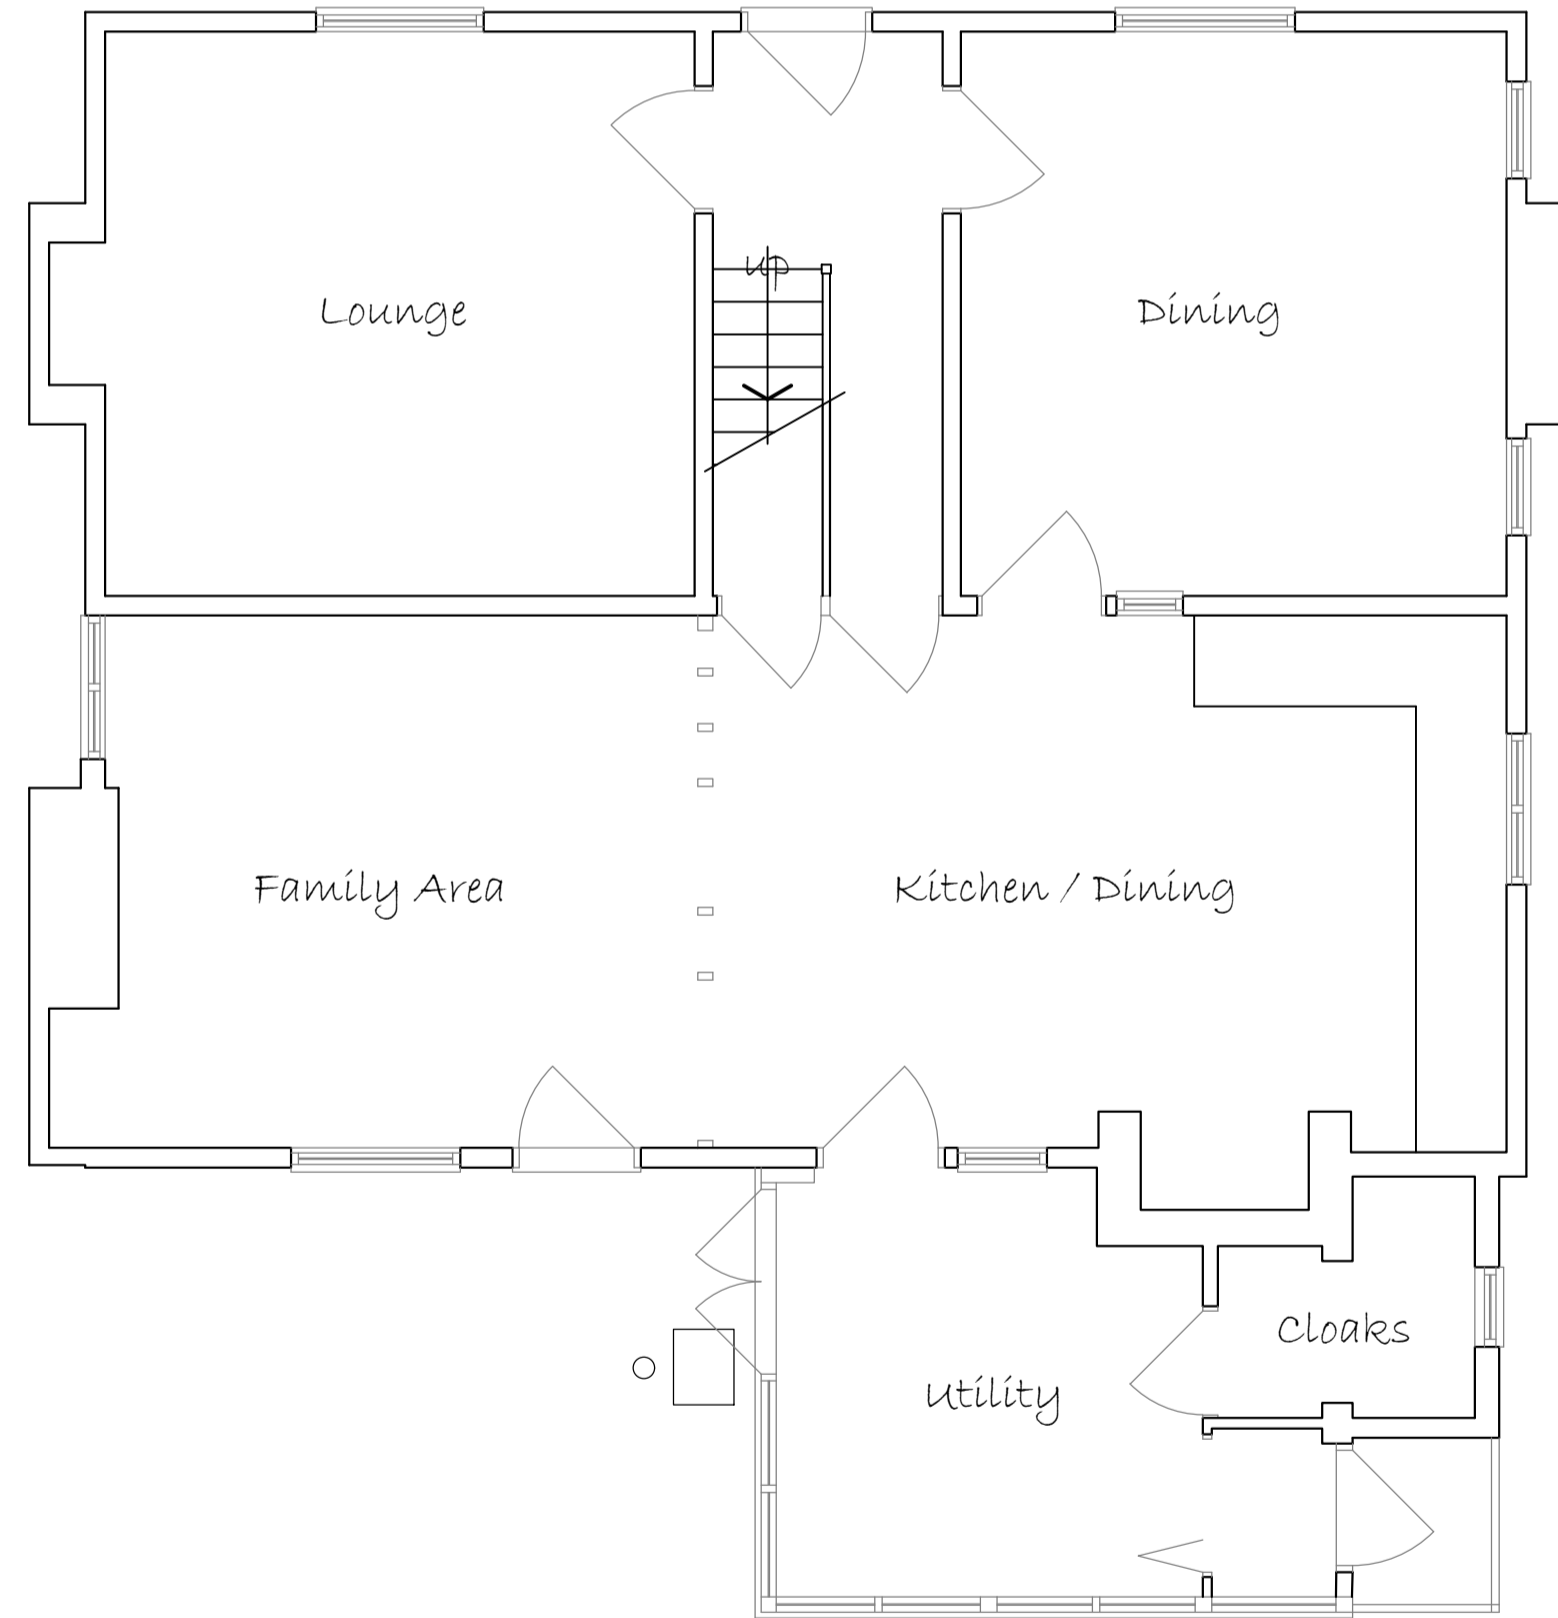 up
Lounge
Dining
Family Area
Kitchen / Dining
Cloaks
Utility